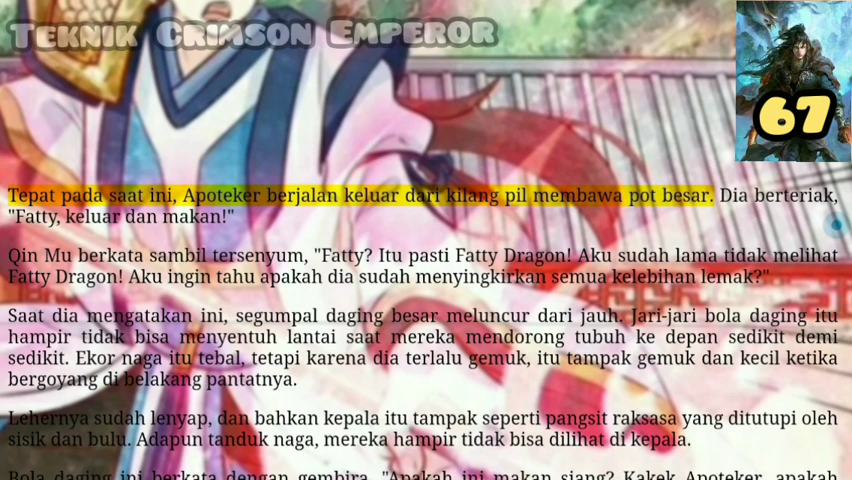 Teknik Crimson Emperor
67
Tepat pada saat ini, Apoteker berjalan keluar dari kilang pil membawa pot besar. Dia berteriak,
"Fatty, keluar dan makan!"
Qin Mu berkata sambil tersenyum, "Fatty? Itu pasti Fatty Dragon! Aku sudah lama tidak melihat
Fatty Dragon! Aku ingin tahu apakah dia sudah menyingkirkan semua kelebihan lemak?"
Saat dia mengatakan ini, segumpal daging besar meluncur dari jauh. Jari-jari bola daging itu
hampir tidak bisa menyentuh lantai saat mereka mendorong tubuh ke depan sedikit demi
sedikit. Ekor naga itu tebal, tetapi karena dia terlalu gemuk, itu tampak gemuk dan kecil ketika
bergoyang di belakang pantatnya.
Lehernya sudah lenyap, dan bahkan kepala itu tampak seperti pangsit raksasa yang ditutupi oleh
sisik dan bulu. Adapun tanduk naga, mereka hampir tidak bisa dilihat di kepala.
Bola daging ini berkata dengan gembira, "Apakah ini makan siang? Kakek Apoteker, apakah